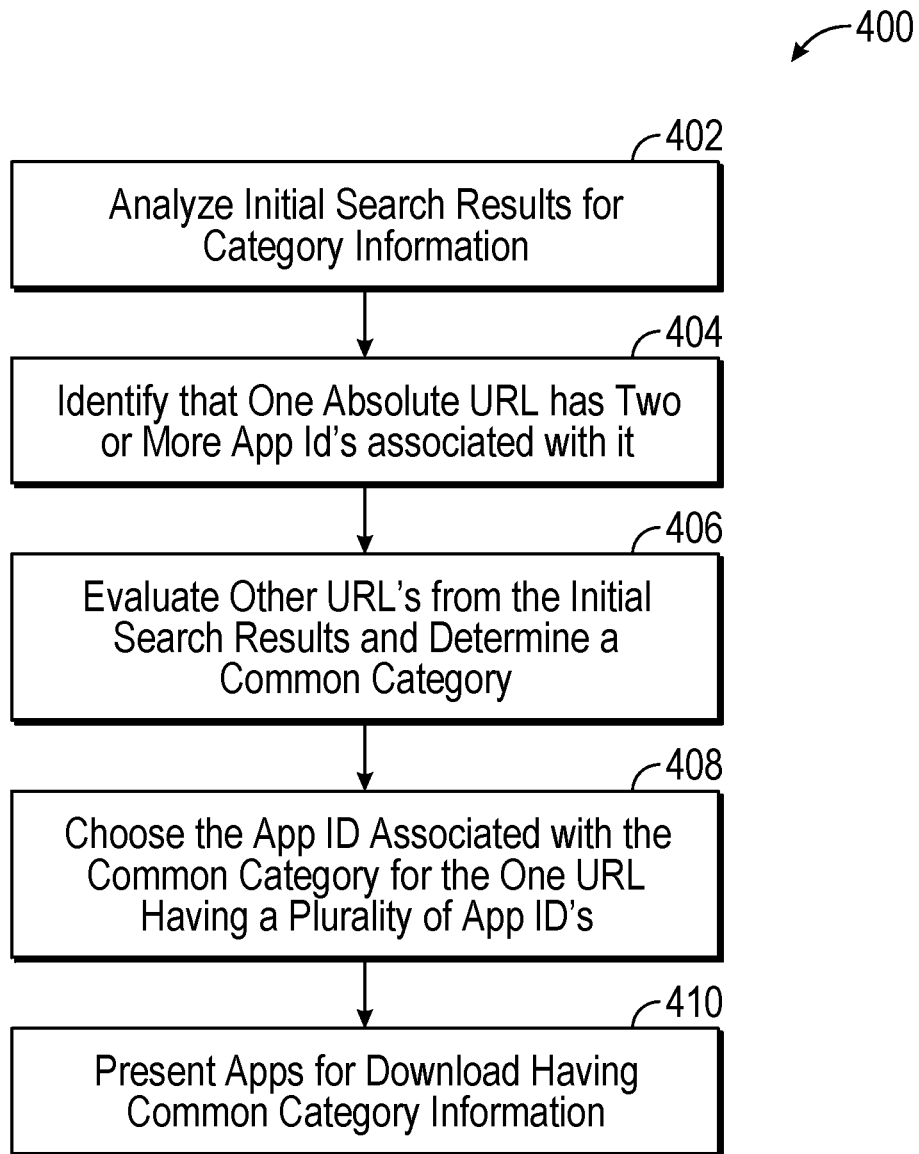 400
402
Analyze Initial Search Results for
Category Information
404
Identify that One Absolute URL has Two
or More App Id's associated with it
406
Evaluate Other URL's from the Initial
Search Results and Determine a
Common Category
408
Choose the App ID Associated with the
Common Category for the One URL
Having a Plurality of App ID's
410
Present Apps for Download Having
Common Category Information